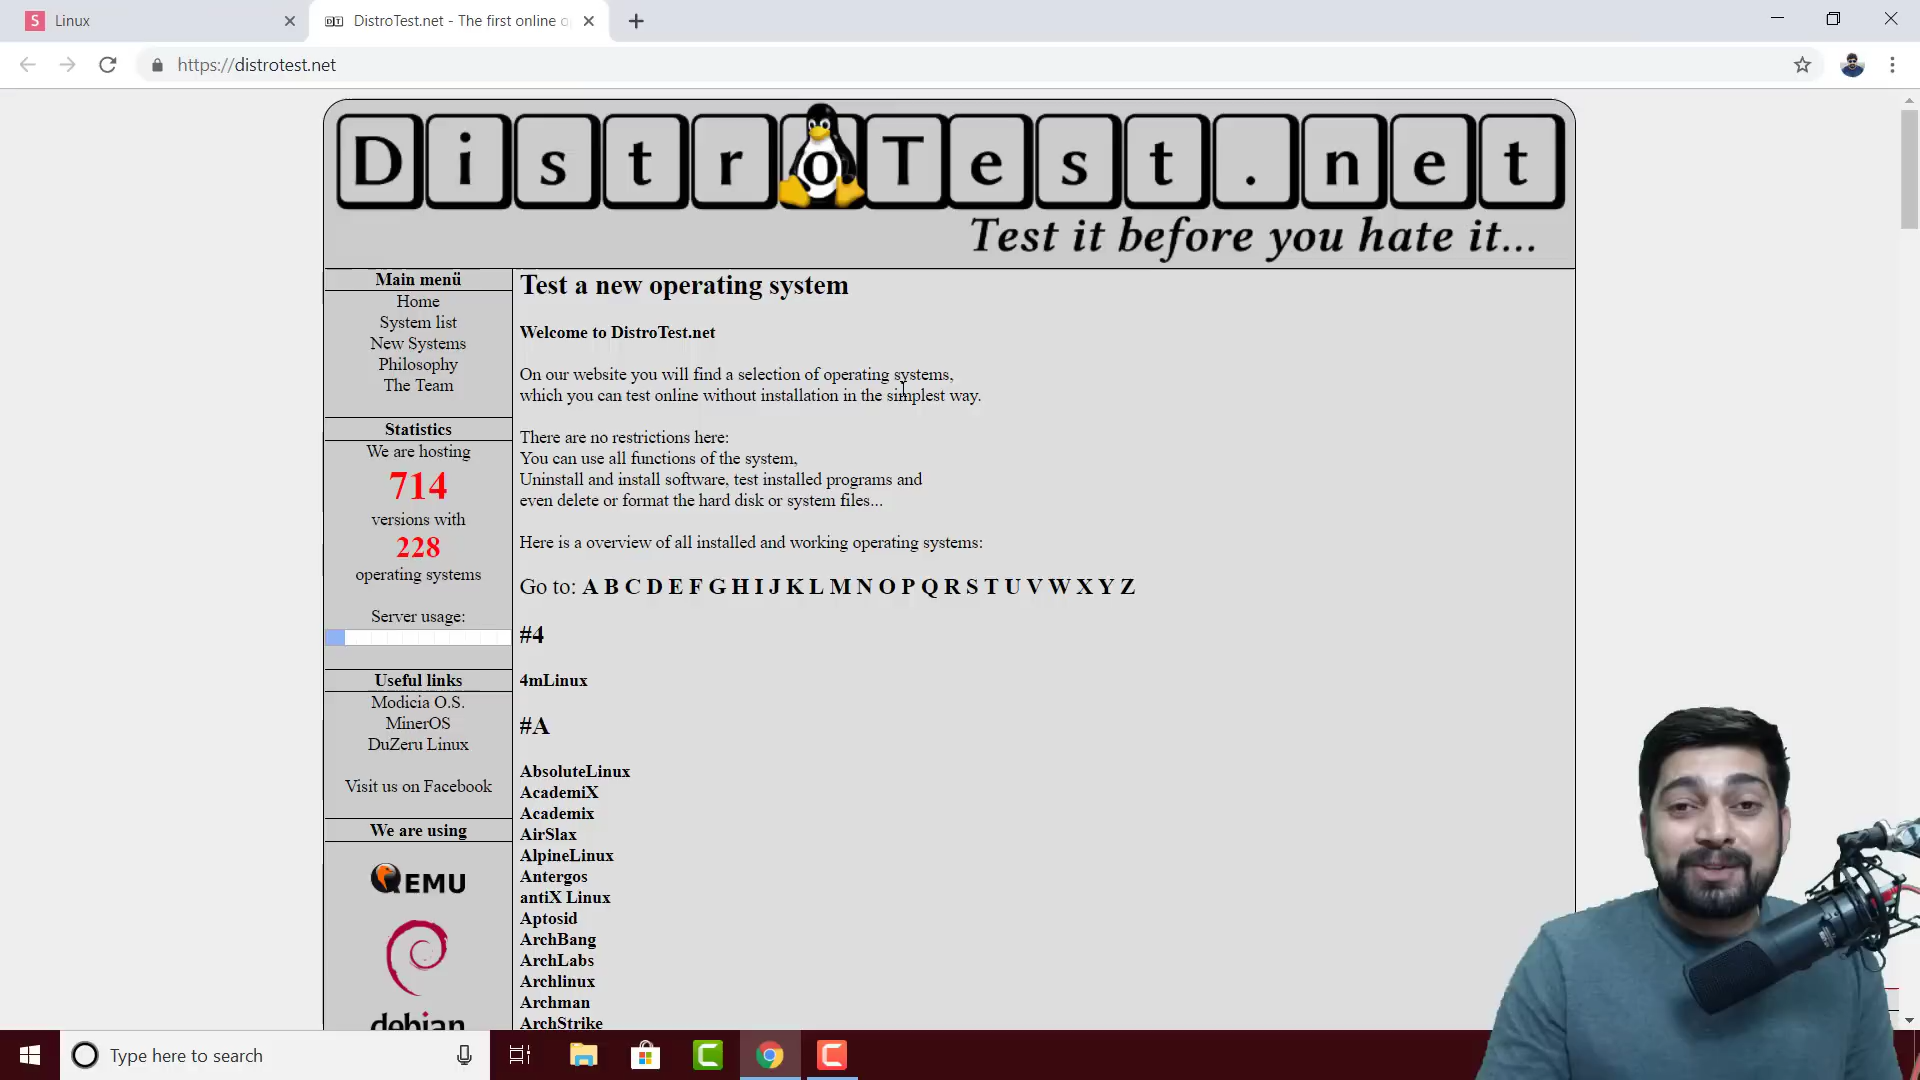 S Linux
DistroTest.net - The first online o
https://distrotest.net
DistroTest.net
Test it before you hate it...
Main menü
Home
System list
New Systems
Philosophy
The Team
Statistics
We are hosting
714
versions with
228
operating systems
Server usage:
Useful links
Modicia O.S.
MinerOS
DuZeru Linux
Visit us on Facebook
We are using
QEMU
debian
Test a new operating system
Welcome to DistroTest.net
On our website you will find a selection of operating systems,
which you can test online without installation in the simplest way.
There are no restrictions here:
You can use all functions of the system,
Uninstall and install software, test installed programs and
even delete or format the hard disk or system files...
Here is a overview of all installed and working operating systems:
Go to: A B C D E F G H I J K L M N O P Q R S T U V W X Y Z
#4
4mLinux
#A
AbsoluteLinux
AcademiX
Academix
AirSlax
AlpineLinux
Antergos
antiX Linux
Aptosid
ArchBang
ArchLabs
Archlinux
Archman
ArchStrike
Type here to search